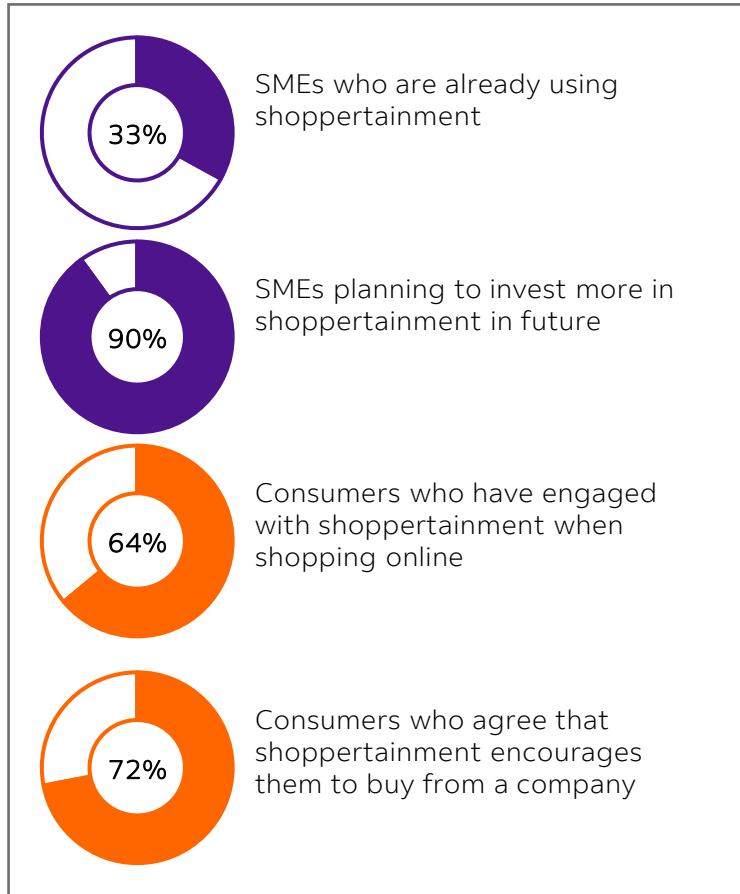 33%
SMEs who are already using
shoppertainment
90%
SMEs planning to invest more in
shoppertainment in future
64%
Consumers who have engaged
with shoppertainment when
shopping online
72%
Consumers who agree that
shoppertainment encourages
them to buy from a company